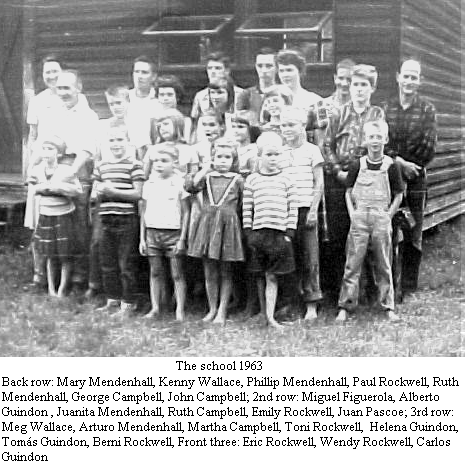 The school 1963
Back row: Mary Mendenhall, Kenny Wallace, Phillip Mendenhall, Paul Rockwell, Ruth
Mendenhall, George Campbell, John Campbell; 2nd row: Miguel Figuerola, Alberto
Guindon , Juanita Mendenhall, Ruth Campbell, Emily Rockwell, Juan Pascoe; 3rd row:
Meg Wallace, Arturo Mendenhall, Martha Campbell, Toni Rockwell, Helena Guindon,
Tomás Guindon, Berni Rockwell, Front three: Eric Rockwell, Wendy Rockwell, Carlos
Guindon